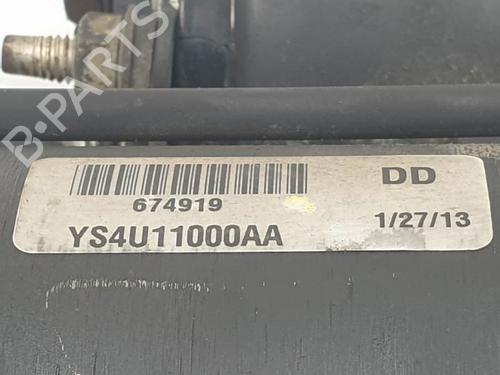 B-PARTS
DD
674919
1/27/13
YS4U11000AA